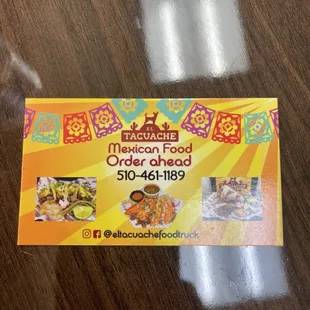 EL
TACUACHE
Mexican Food
Order ahead
510-461-1189
@eltacuachefoodtruck